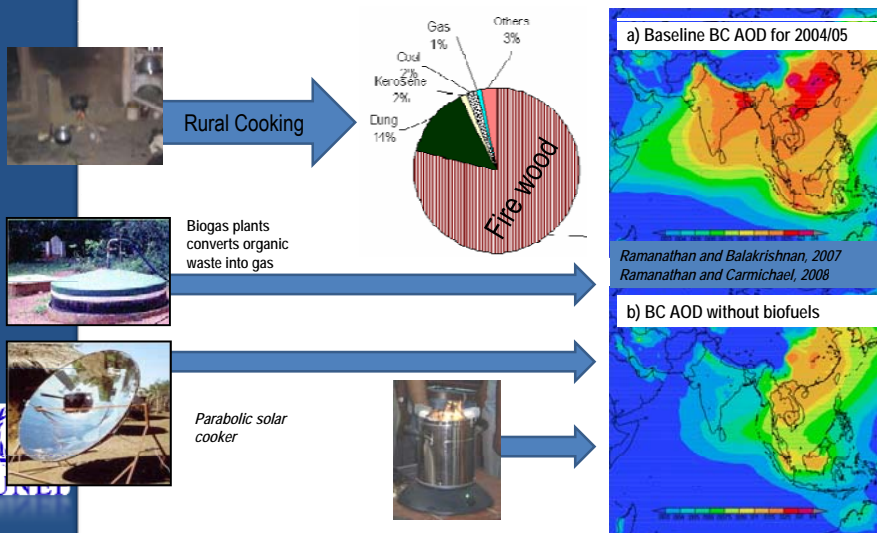 a) Baseline BC AOD for 2004/05
Gas
1%
Others
3%
Coal
2%
Kerosene
2%
Dung
Rural Cooking
Fire wood
Biogas plants
converts organic
waste into gas
Ramanathan and Balakrishnan, 2007
Ramanathan and Carmichael, 2008
b) BC AOD without biofuels
Parabolic solar
cooker